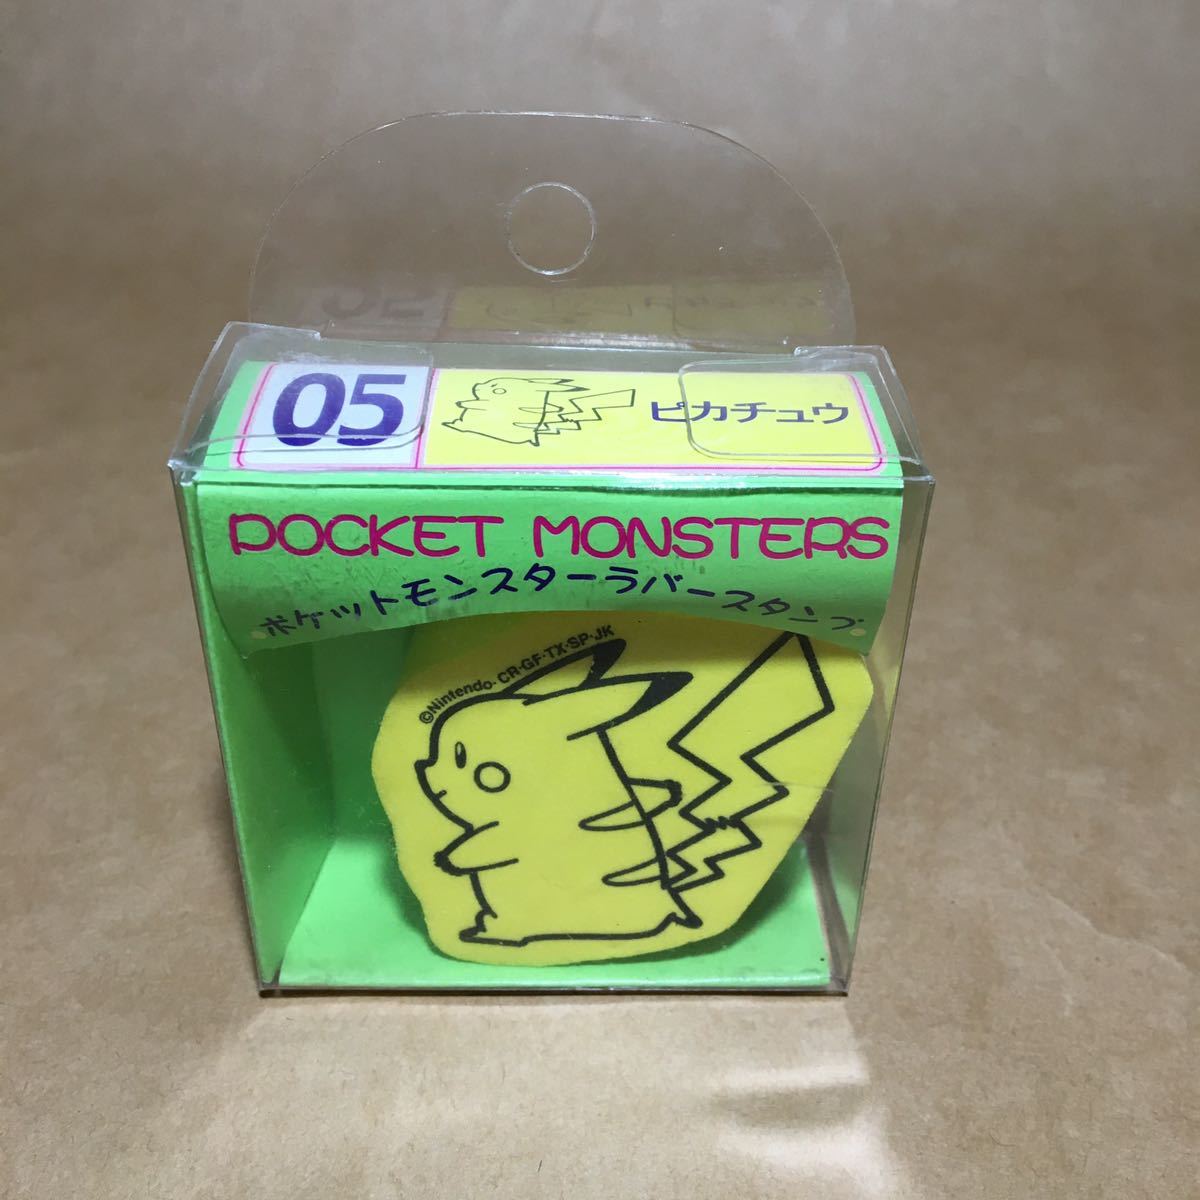 05
ピカチュウ
POCKET MONSTERS
ポケットモンスターラバースタンプ
©Nintendo・CR・GF・TX・SP・JK